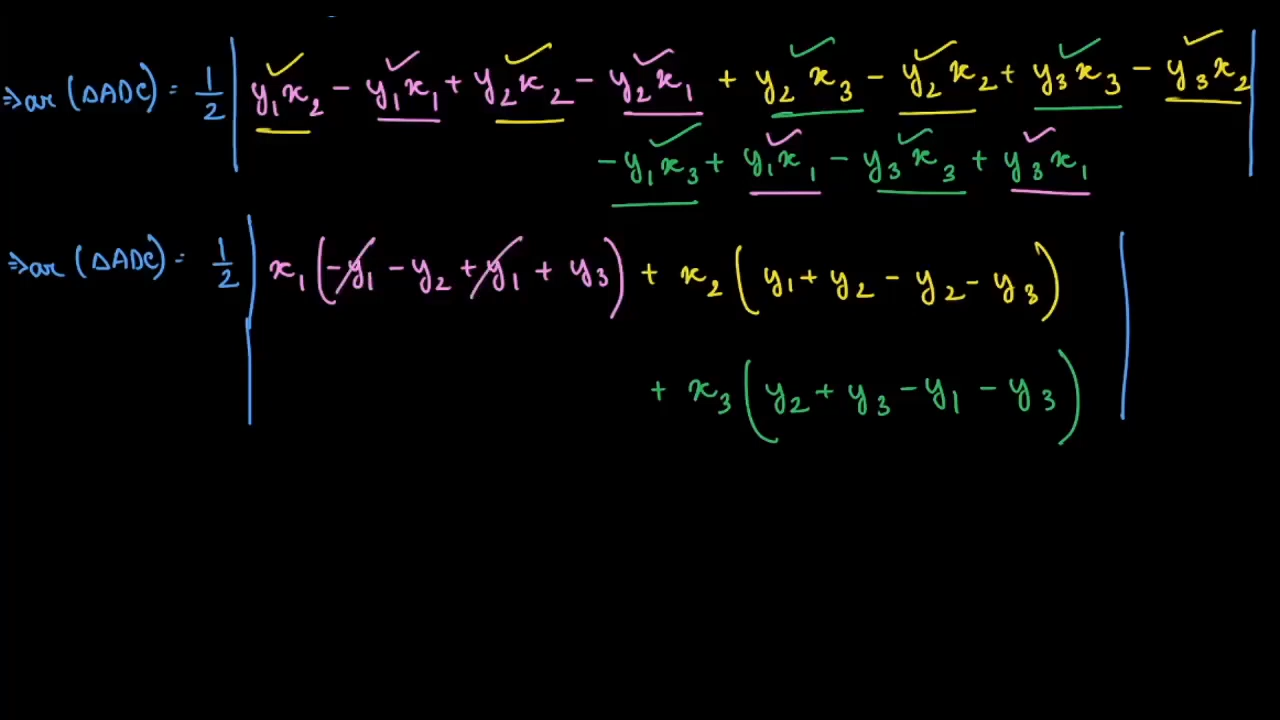 ⇒ ar (ΔADC) = 1/2 | y₁x₂ - y₁x₁ + y₂x₂ - y₂x₁ + y₂x₃ - y₂x₂ + y₃x₃ - y₃x₂
- y₁x₃ + y₁x₁ - y₃x₃ + y₃x₁ |
⇒ ar (ΔADC) = 1/2 | x₁(-y₁ - y₂ + y₁ + y₃) + x₂(y₁ + y₂ - y₂ - y₃)
+ x₃(y₂ + y₃ - y₁ - y₃) |